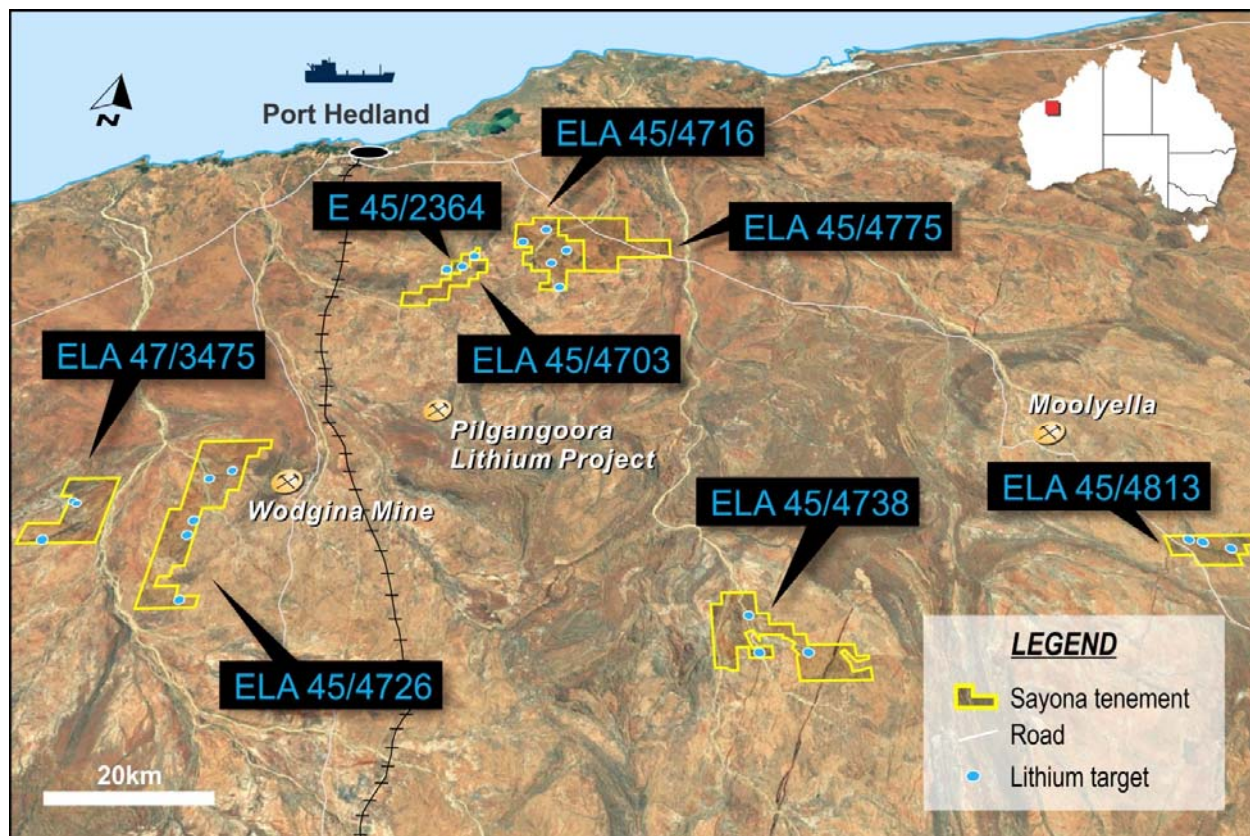 N
Port Hedland
ELA 45/4716
E 45/2364
ELA 45/4775
ELA 47/3475
ELA 45/4703
Pilgangoora
Lithium Project
Moolyella
Wodgina Mine
ELA 45/4738
ELA 45/4813
ELA 45/4726
LEGEND
Sayona tenement
Road
Lithium target
20km